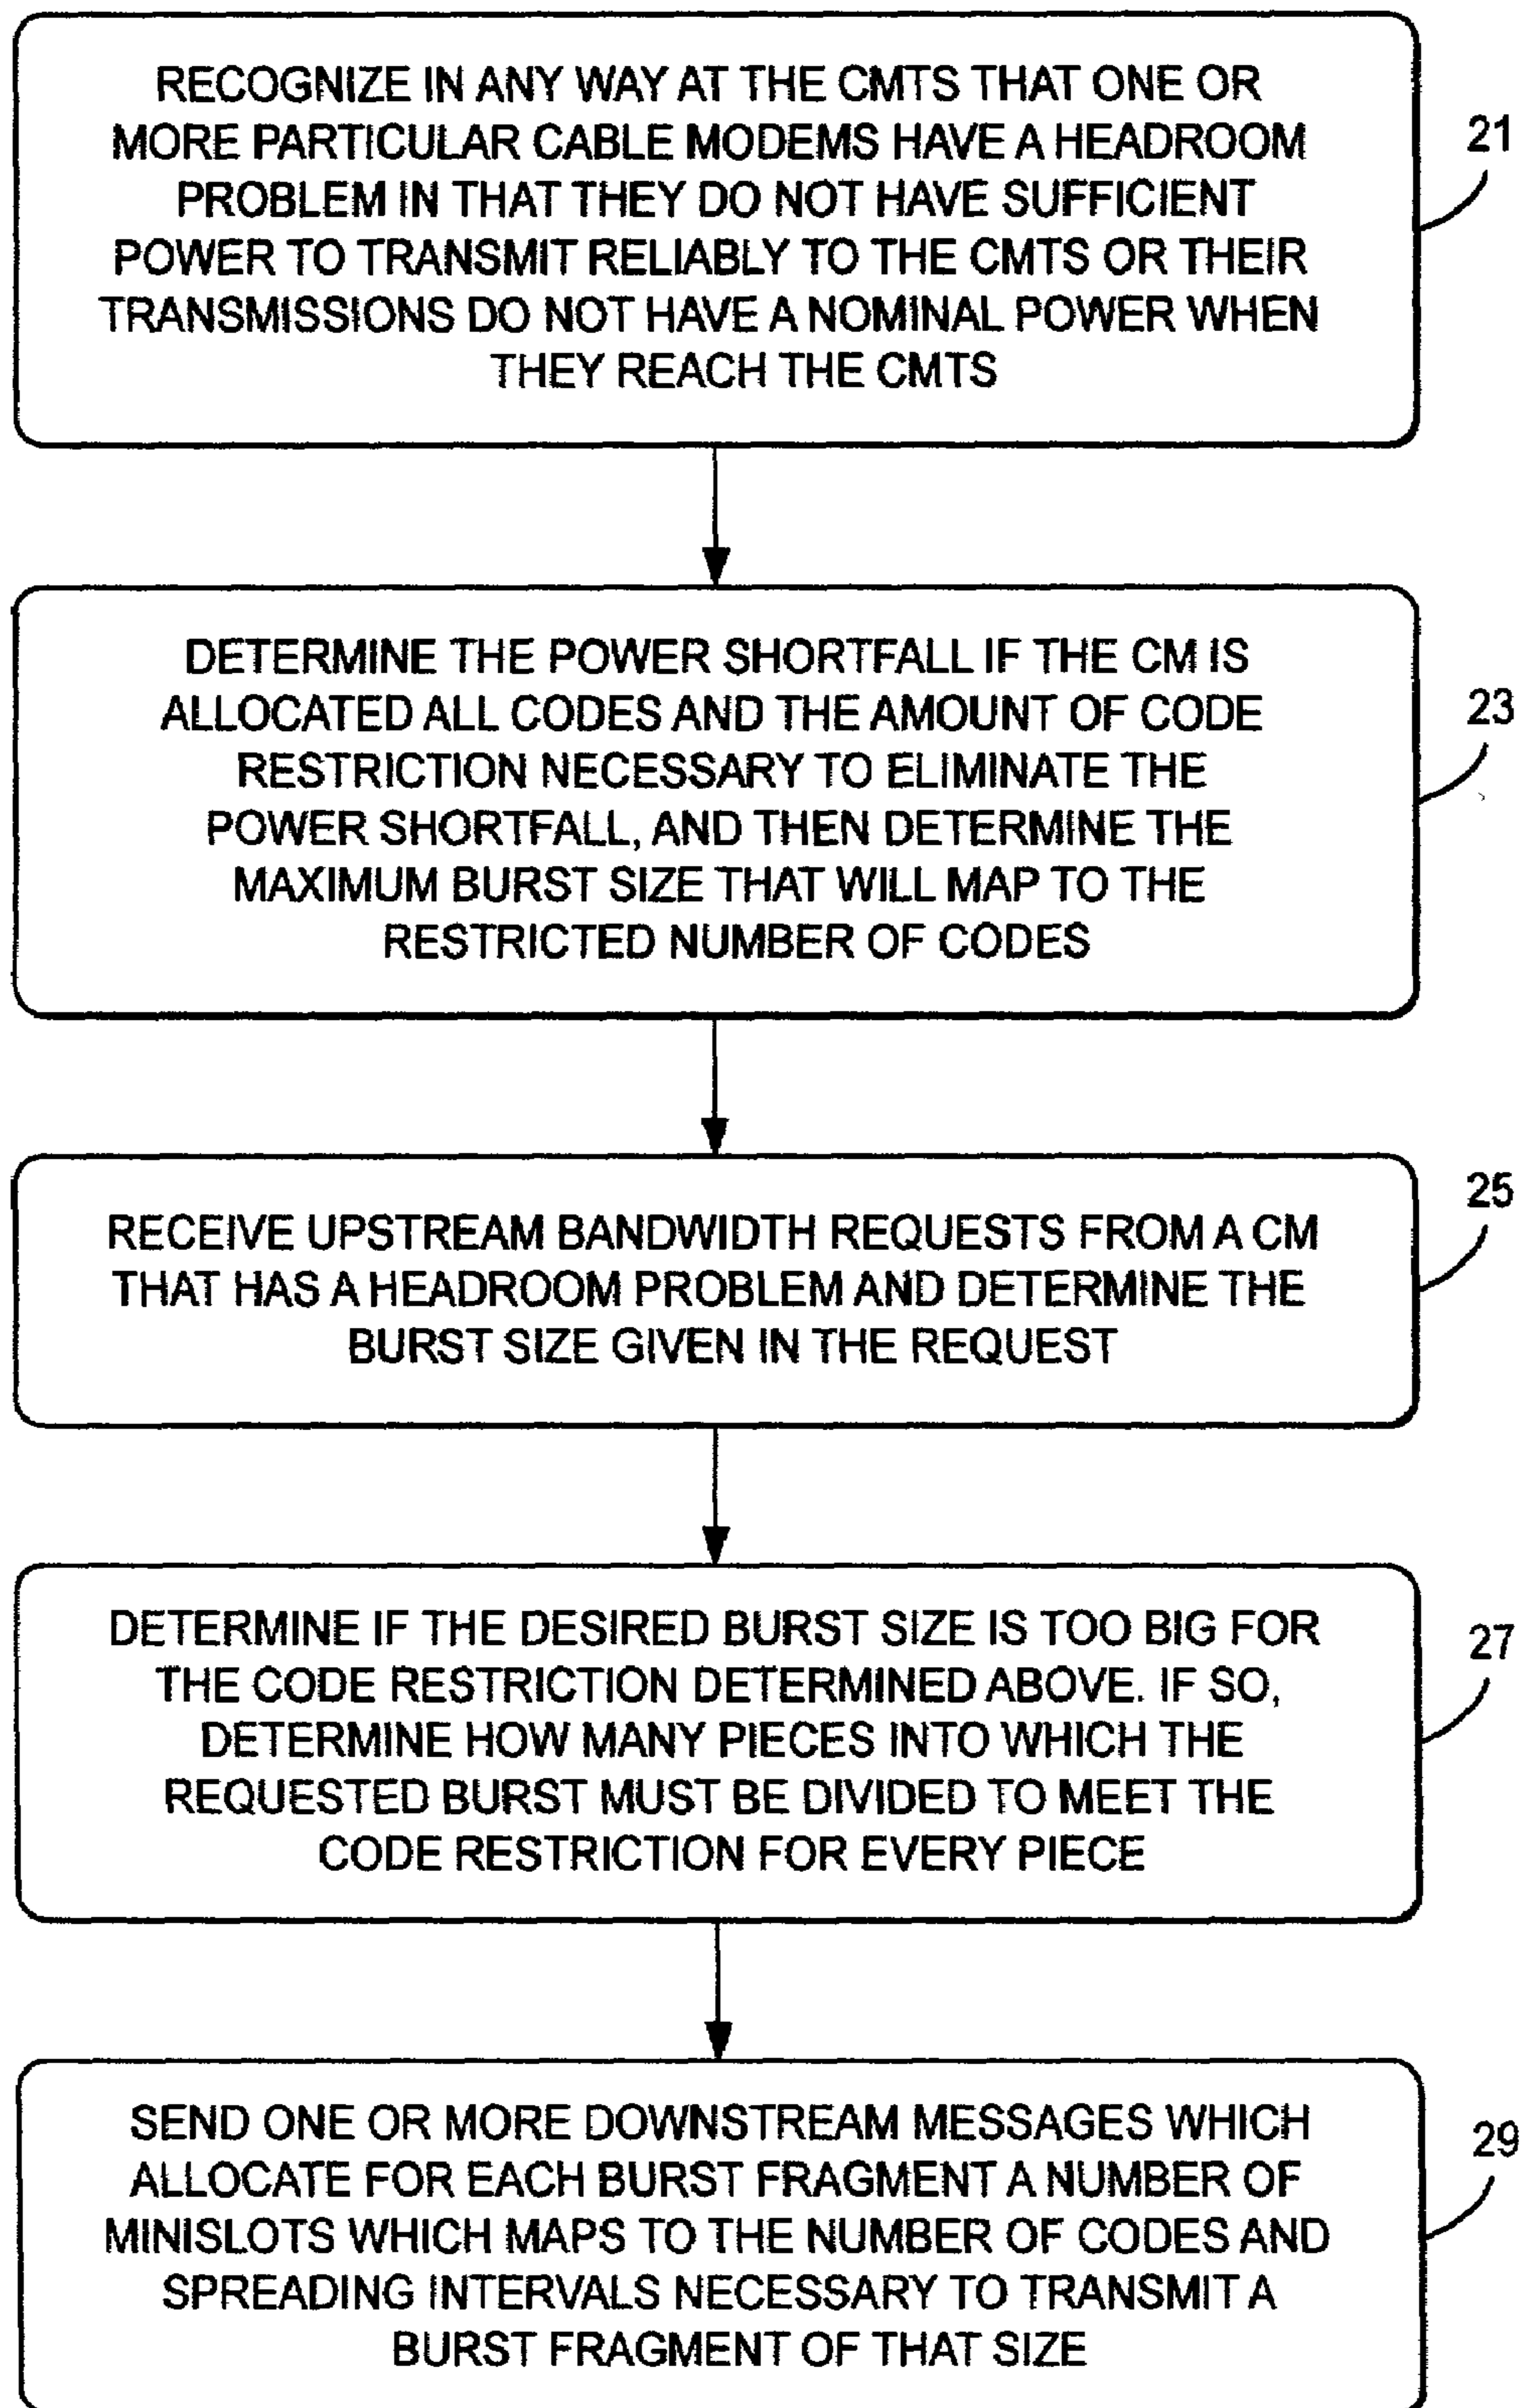 RECOGNIZE IN ANY WAY AT THE CMTS THAT ONE OR
MORE PARTICULAR CABLE MODEMS HAVE A HEADROOM
PROBLEM IN THAT THEY DO NOT HAVE SUFFICIENT
POWER TO TRANSMIT RELIABLY TO THE CMTS OR THEIR
TRANSMISSIONS DO NOT HAVE A NOMINAL POWER WHEN
THEY REACH THE CMTS
21
DETERMINE THE POWER SHORTFALL IF THE CM IS
ALLOCATED ALL CODES AND THE AMOUNT OF CODE
RESTRICTION NECESSARY TO ELIMINATE THE
POWER SHORTFALL, AND THEN DETERMINE THE
MAXIMUM BURST SIZE THAT WILL MAP TO THE
RESTRICTED NUMBER OF CODES
23
RECEIVE UPSTREAM BANDWIDTH REQUESTS FROM A CM
THAT HAS A HEADROOM PROBLEM AND DETERMINE THE
BURST SIZE GIVEN IN THE REQUEST
25
DETERMINE IF THE DESIRED BURST SIZE IS TOO BIG FOR
THE CODE RESTRICTION DETERMINED ABOVE. IF SO,
DETERMINE HOW MANY PIECES INTO WHICH THE
REQUESTED BURST MUST BE DIVIDED TO MEET THE
CODE RESTRICTION FOR EVERY PIECE
27
SEND ONE OR MORE DOWNSTREAM MESSAGES WHICH
ALLOCATE FOR EACH BURST FRAGMENT A NUMBER OF
MINISLOTS WHICH MAPS TO THE NUMBER OF CODES AND
SPREADING INTERVALS NECESSARY TO TRANSMIT A
BURST FRAGMENT OF THAT SIZE
29